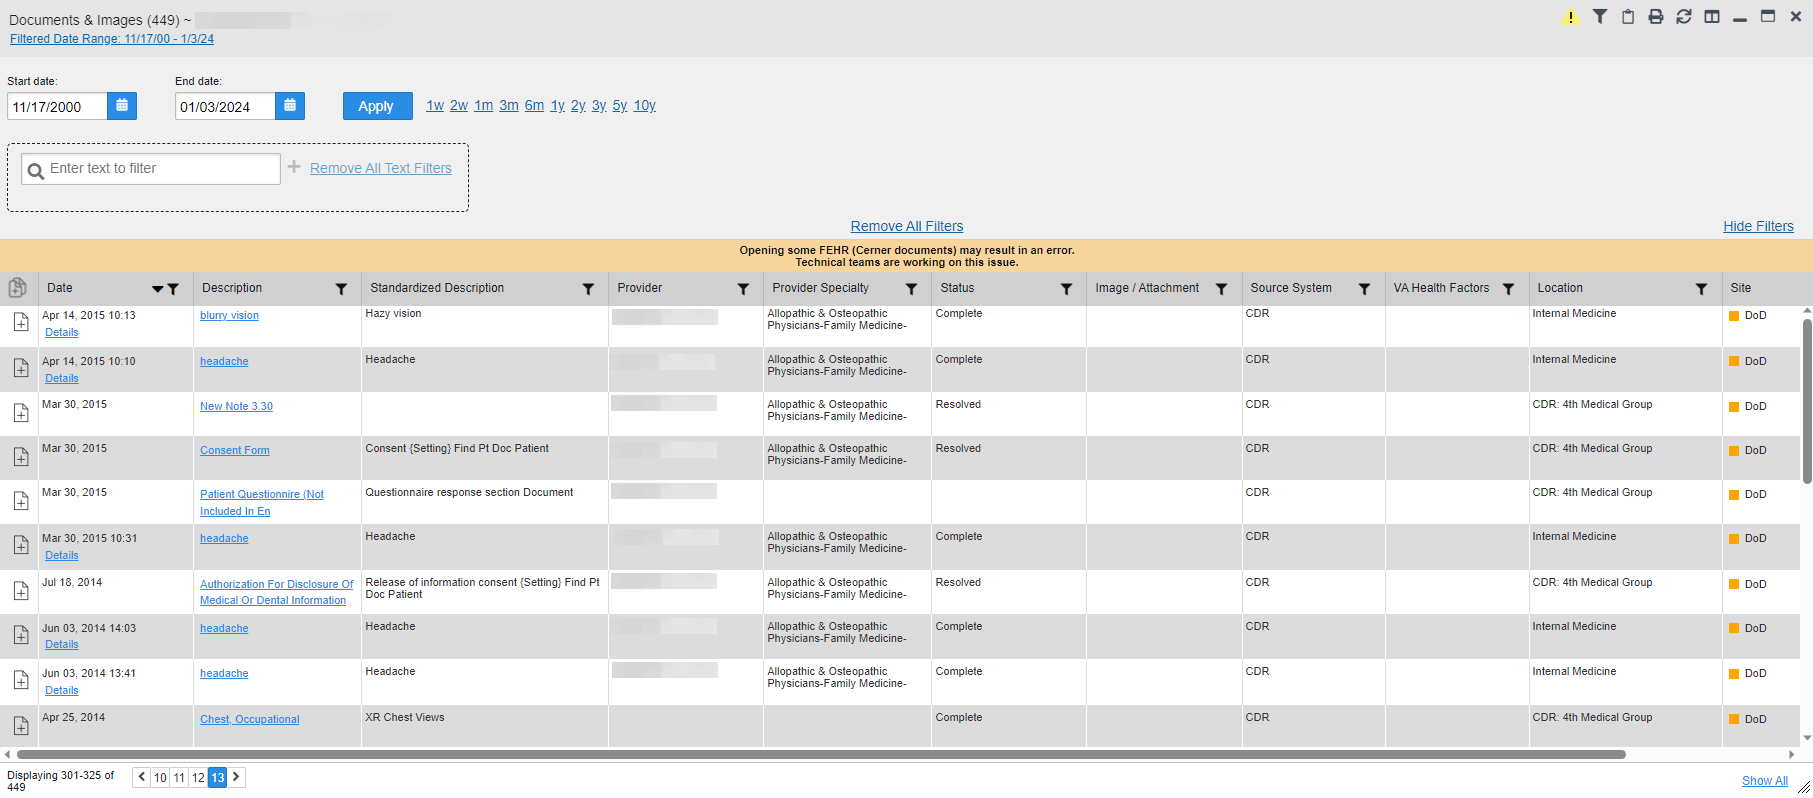 Documents & Images (449) ~
Filtered Date Range: 11/17/00 - 1/3/24
Start date: End date:
11/17/2000 01/03/2024 Apply 1w 2w 1m 3m 6m 1y 2y 3y 5y 10y
Enter text to filter + Remove All Text Filters
Remove All Filters Hide Filters
Opening some FEHR (Cerner documents) may result in an error.
Technical teams are working on this issue.
Date Description Standardized Description Provider Provider Specialty Status Image / Attachment Source System VA Health Factors Location Site
Apr 14, 2015 10:13 blurry vision Hazy vision Allopathic & Osteopathic Complete CDR Internal Medicine DoD
Details Physicians-Family Medicine-
Apr 14, 2015 10:10 headache Headache Allopathic & Osteopathic Complete CDR Internal Medicine DoD
Details Physicians-Family Medicine-
Mar 30, 2015 New Note 3.30 Allopathic & Osteopathic Resolved CDR CDR: 4th Medical Group DoD
Physicians-Family Medicine-
Mar 30, 2015 Consent Form Consent {Setting} Find Pt Doc Patient Allopathic & Osteopathic Resolved CDR CDR: 4th Medical Group DoD
Physicians-Family Medicine-
Mar 30, 2015 Patient Questionnire (Not Questionnaire response section Document CDR CDR: 4th Medical Group DoD
Included In En
Mar 30, 2015 10:31 headache Headache Allopathic & Osteopathic Complete CDR Internal Medicine DoD
Details Physicians-Family Medicine-
Jul 18, 2014 Authorization For Disclosure Of Release of information consent {Setting} Find Pt Allopathic & Osteopathic Resolved CDR CDR: 4th Medical Group DoD
Medical Or Dental Information Doc Patient Physicians-Family Medicine-
Jun 03, 2014 14:03 headache Headache Allopathic & Osteopathic Complete CDR Internal Medicine DoD
Details Physicians-Family Medicine-
Jun 03, 2014 13:41 headache Headache Allopathic & Osteopathic Complete CDR Internal Medicine DoD
Details Physicians-Family Medicine-
Apr 25, 2014 Chest, Occupational XR Chest Views Complete CDR CDR: 4th Medical Group DoD
Displaying 301-325 of < 10 11 12 13 > Show All
449